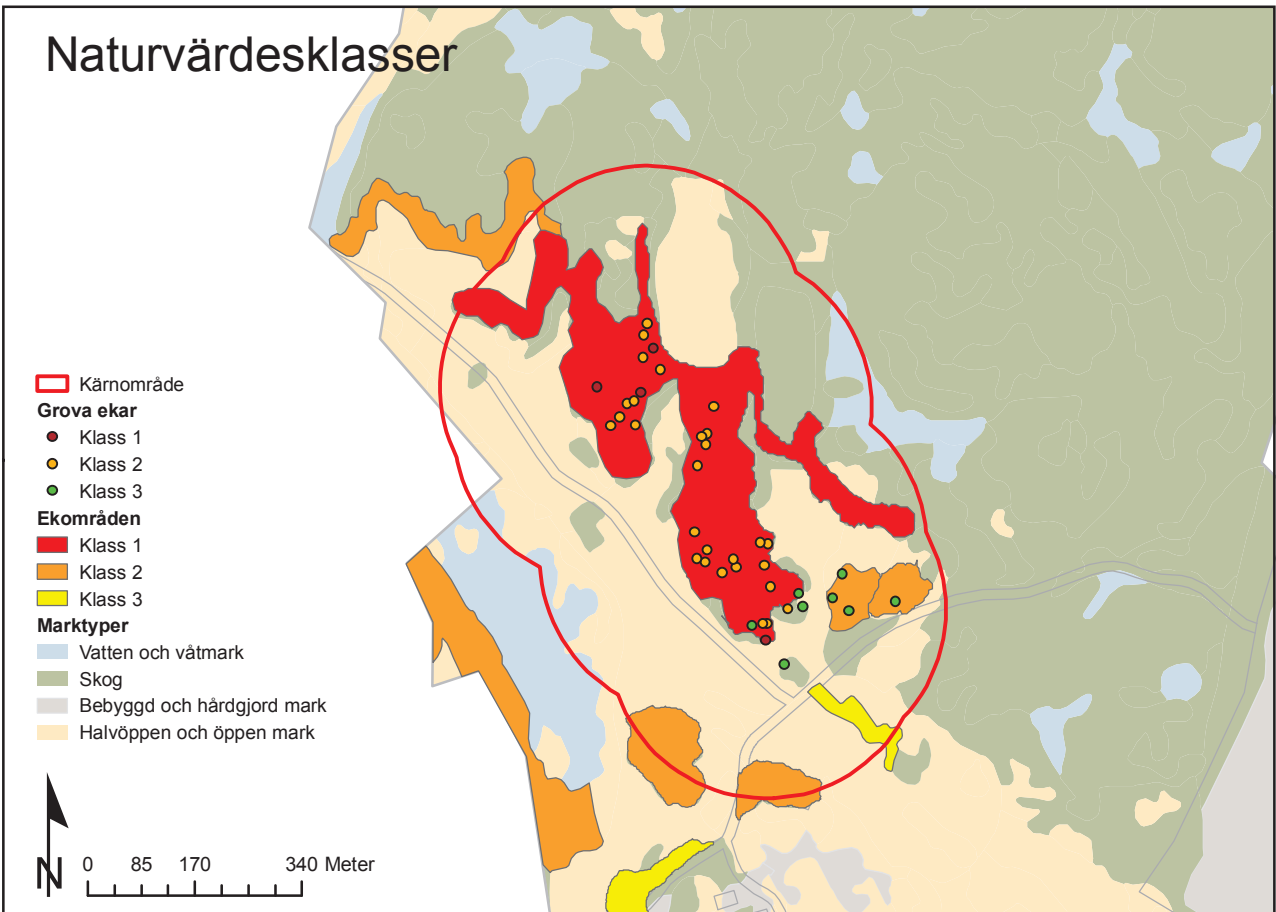 Naturvärdesklasser
Kärnområde
Grova ekar
Klass 1
Klass 2
Klass 3
Ekområden
Klass 1
Klass 2
Klass 3
Marktyper
Vatten och våtmark
Skog
Bebyggd och hårdgjord mark
Halvöppen och öppen mark
N
0 85 170 340 Meter